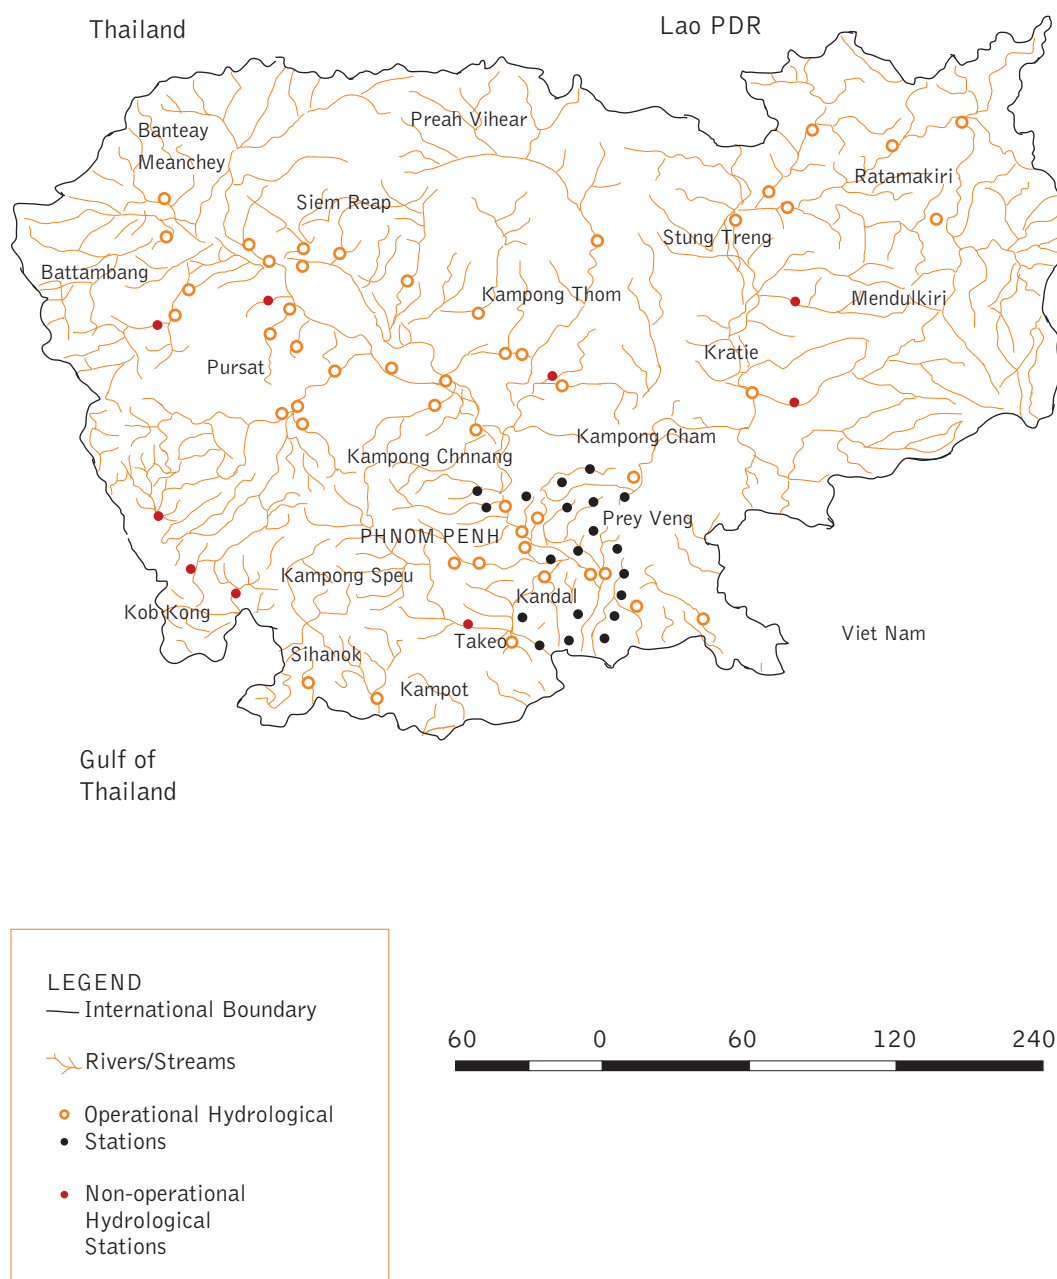 Thailand
Lao PDR
Preah Vihear
Banteay
Meanchey
Ratamakiri
Siem Reap
Stung Treng
Battambang
Kampong Thom
Mendulkiri
Kratie
Pursat
Kampong Cham
Kampong Chnnang
Prey Veng
PHNOM PENH
Kampong Speu
Kandal
Kob Kong
Takeo
Viet Nam
Sihanok
Kampot
Gulf of
Thailand
LEGEND
International Boundary
Rivers/Streams
Operational Hydrological
Stations
Non-operational
Hydrological
Stations
60 0 60 120 240